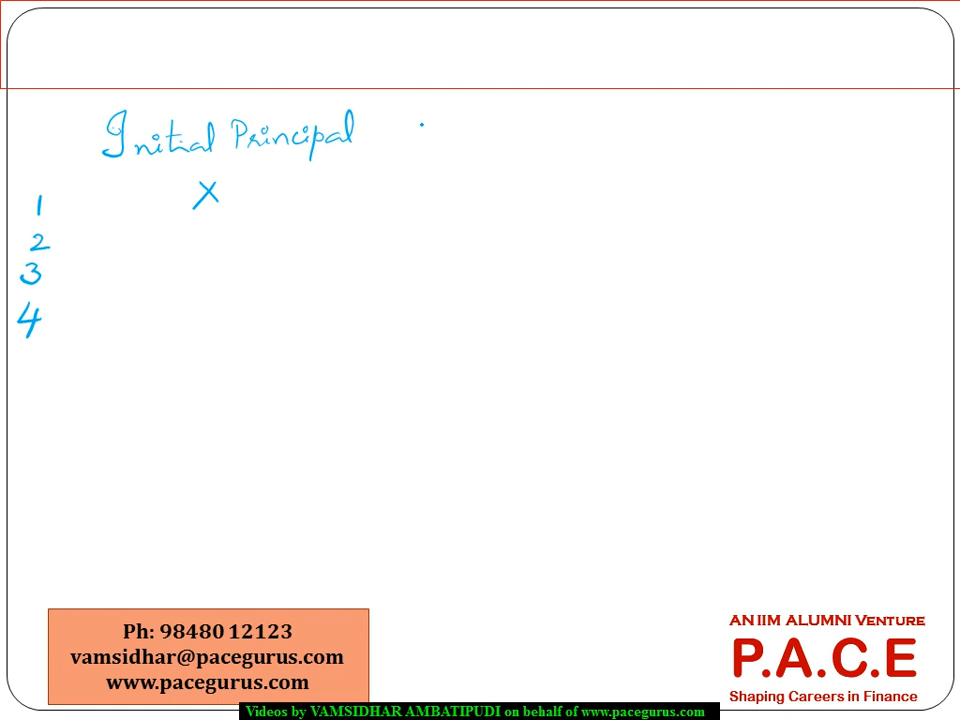 Initial Principal
1 X
2
3
4
Ph: 98480 12123
vamsidhar@pacegurus.com
www.pacegurus.com
AN IIM ALUMNI VENTURE
P.A.C.E
Shaping Careers in Finance
Videos by VAMSIDHAR AMBATIPUDI on behalf of www.pacegurus.com